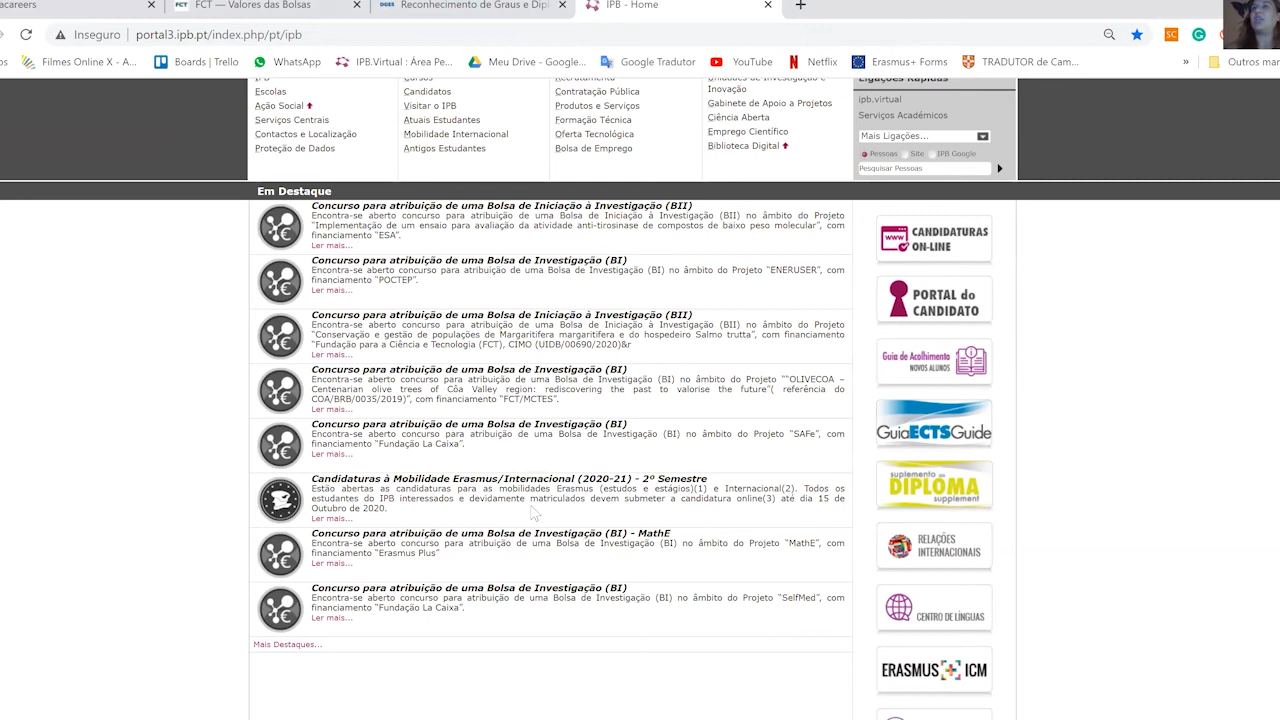 acareers
FCT
FCT — Valores das Bolsas
DGES
Reconhecimento de Graus e Dipl
IPB - Home
Inseguro
portal3.ipb.pt/index.php/pt/ipb
os
Filmes Online X - A...
Boards | Trello
WhatsApp
IPB.Virtual : Área Pe...
Meu Drive - Google...
Google Tradutor
YouTube
Netflix
Erasmus+ Forms
TRADUTOR de Cam...
»
Outros mar
IPB
Escolas
Ação Social
Serviços Centrais
Contactos e Localização
Proteção de Dados
Cursos
Candidatos
Visitar o IPB
Atuais Estudantes
Mobilidade Internacional
Antigos Estudantes
Recrutamento
Contratação Pública
Produtos e Serviços
Formação Técnica
Oferta Tecnológica
Bolsa de Emprego
Unidades de Investigação e
Inovação
Gabinete de Apoio a Projetos
Ciência Aberta
Emprego Científico
Biblioteca Digital
Ligações Rápidas
ipb.virtual
Serviços Académicos
Mais Ligações...
Pessoas Site IPB Google
Pesquisar Pessoas
Em Destaque
Concurso para atribuição de uma Bolsa de Iniciação à Investigação (BII)
Encontra-se aberto concurso para atribuição de uma Bolsa de Iniciação à Investigação (BII) no âmbito do Projeto
“Implementação de um ensaio para avaliação da atividade anti-tirosinase de compostos de baixo peso molecular”, com
financiamento “ESA”.
Ler mais...
Concurso para atribuição de uma Bolsa de Investigação (BI)
Encontra-se aberto concurso para atribuição de uma Bolsa de Investigação (BI) no âmbito do Projeto “ENERUSER”, com
financiamento “POCTEP”.
Ler mais...
Concurso para atribuição de uma Bolsa de Iniciação à Investigação (BII)
Encontra-se aberto concurso para atribuição de uma Bolsa de Iniciação à Investigação (BII) no âmbito do Projeto
“Conservação e gestão de populações de Margaritifera margaritifera e do hospedeiro Salmo trutta”, com financiamento
“Fundação para a Ciência e Tecnologia (FCT), CIMO (UIDB/00690/2020)&r
Ler mais...
Concurso para atribuição de uma Bolsa de Investigação (BI)
Encontra-se aberto concurso para atribuição de uma Bolsa de Investigação (BI) no âmbito do Projeto ““OLIVECOA –
Centenarian olive trees of Côa Valley region: rediscovering the past to valorise the future”( referência do
COA/BRB/0035/2019)”, com financiamento “FCT/MCTES”.
Ler mais...
Concurso para atribuição de uma Bolsa de Investigação (BI)
Encontra-se aberto concurso para atribuição de uma Bolsa de Investigação (BI) no âmbito do Projeto “SAFe”, com
financiamento “Fundação La Caixa”.
Ler mais...
Candidaturas à Mobilidade Erasmus/Internacional (2020-21) - 2º Semestre
Estão abertas as candidaturas para as mobilidades Erasmus (estudos e estágios)(1) e Internacional(2). Todos os
estudantes do IPB interessados e devidamente matriculados devem submeter a candidatura online(3) até dia 15 de
Outubro de 2020.
Ler mais...
Concurso para atribuição de uma Bolsa de Investigação (BI) - MathE
Encontra-se aberto concurso para atribuição de uma Bolsa de Investigação (BI) no âmbito do Projeto “MathE”, com
financiamento “Erasmus Plus”
Ler mais...
Concurso para atribuição de uma Bolsa de Investigação (BI)
Encontra-se aberto concurso para atribuição de uma Bolsa de Investigação (BI) no âmbito do Projeto “SelfMed”, com
financiamento “Fundação La Caixa”.
Ler mais...
Mais Destaques...
www
CANDIDATURAS
ON-LINE
PORTAL do
CANDIDATO
Guia de Acolhimento
NOVOS ALUNOS
GuiaECTSGuide
suplemento ao
DIPLOMA
supplement
RELAÇÕES
INTERNACIONAIS
CENTRO DE LÍNGUAS
ERASMUS+ICM